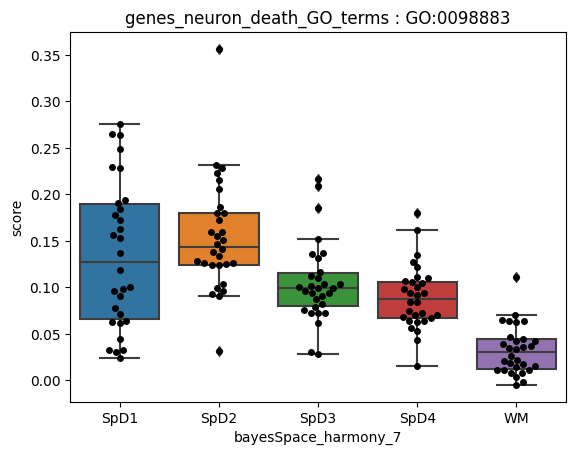 genes_neuron_death_GO_terms : GO:0098883
score
0.35
0.30
0.25
0.20
0.15
0.10
0.05
0.00
SpD1 SpD2 SpD3 SpD4 WM
bayesSpace_harmony_7